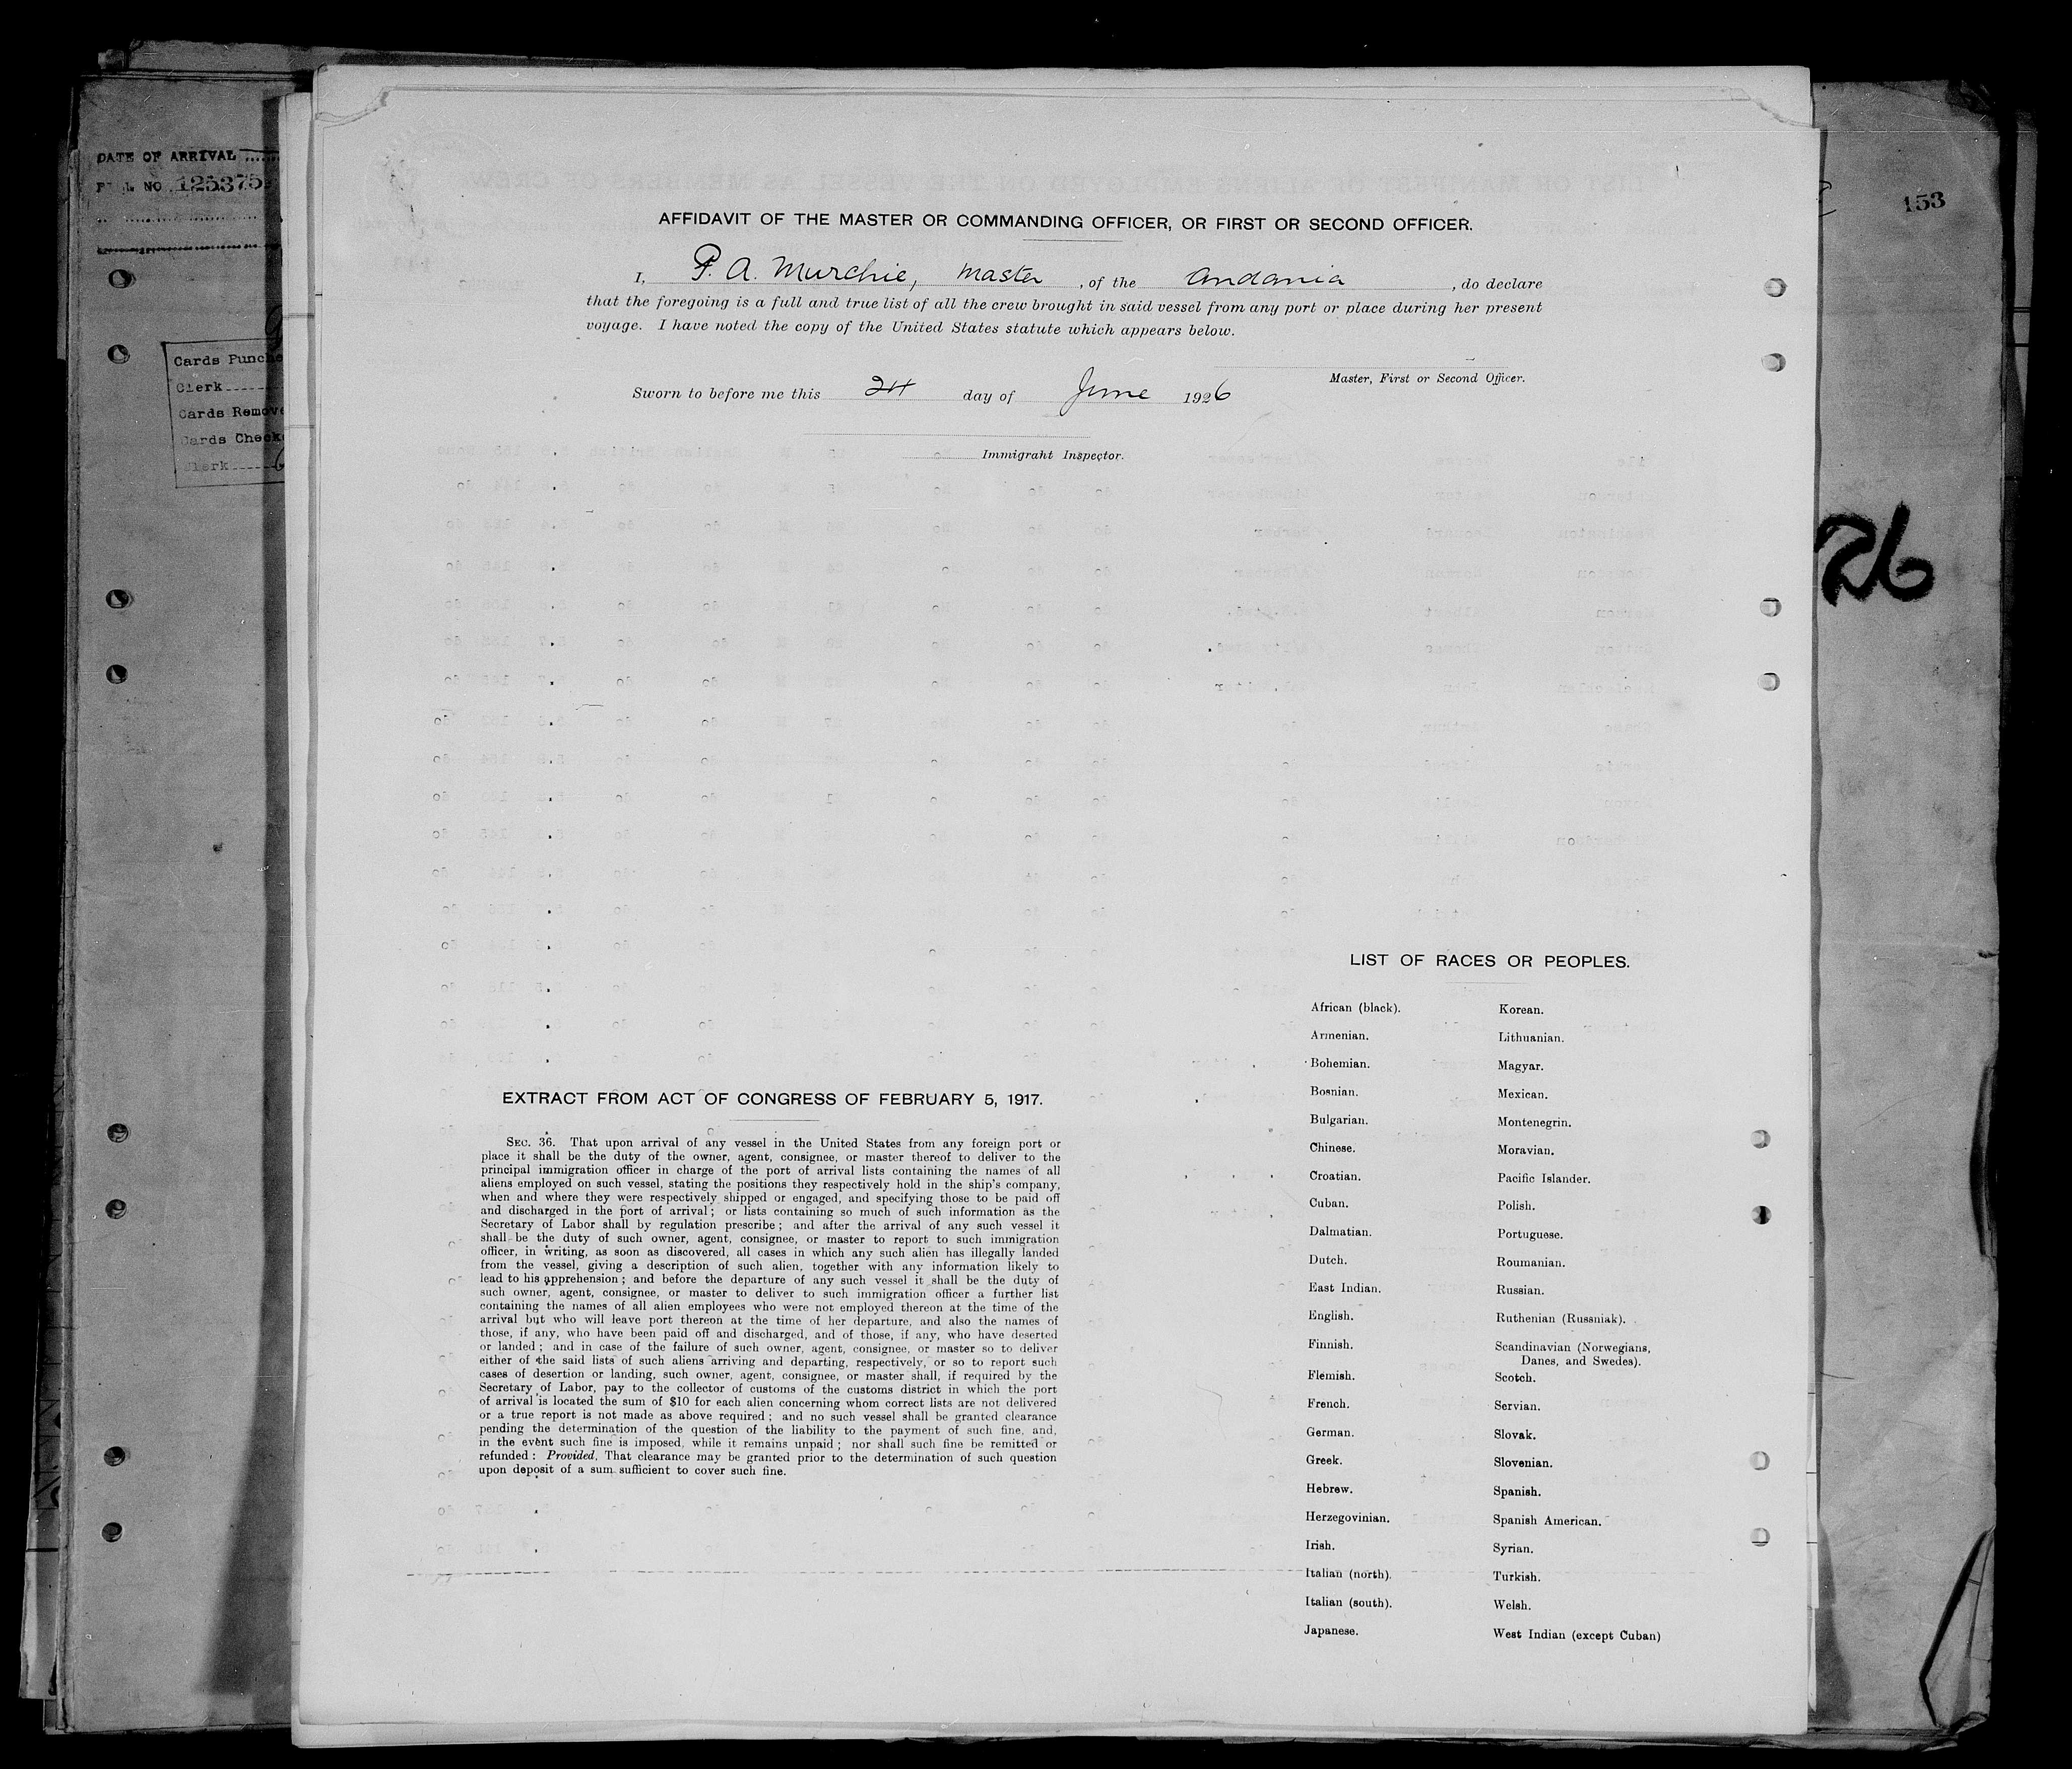 DATE OF ARRIVAL
NO. 125375
Cards Punch
Clerk
Cards Remove
Cards Check
Clerk
153
26
AFFIDAVIT OF THE MASTER OR COMMANDING OFFICER, OR FIRST OR SECOND OFFICER.
I, P. A. Murchie, Master, of the Andania, do declare
that the foregoing is a full and true list of all the crew brought in said vessel from any port or place during her present
voyage. I have noted the copy of the United States statute which appears below.
Master, First or Second Officer.
Sworn to before me this 24 day of June 1926
Immigrant Inspector.
EXTRACT FROM ACT OF CONGRESS OF FEBRUARY 5, 1917.
SEC. 36. That upon arrival of any vessel in the United States from any foreign port or
place it shall be the duty of the owner, agent, consignee, or master thereof to deliver to the
principal immigration officer in charge of the port of arrival lists containing the names of all
aliens employed on such vessel, stating the positions they respectively hold in the ship's company,
when and where they were respectively shipped or engaged, and specifying those to be paid off
and discharged in the port of arrival; or lists containing so much of such information as the
Secretary of Labor shall by regulation prescribe; and after the arrival of any such vessel it
shall be the duty of such owner, agent, consignee, or master to report to such immigration
officer, in writing, as soon as discovered, all cases in which any such alien has illegally landed
from the vessel, giving a description of such alien, together with any information likely to
lead to his apprehension; and before the departure of any such vessel it shall be the duty of
such owner, agent, consignee, or master to deliver to such immigration officer a further list
containing the names of all alien employees who were not employed thereon at the time of the
arrival but who will leave port thereon at the time of her departure, and also the names of
those, if any, who have been paid off and discharged, and of those, if any, who have deserted
or landed; and in case of the failure of such owner, agent, consignee, or master so to deliver
either of the said lists of such aliens arriving and departing, respectively, or so to report such
cases of desertion or landing, such owner, agent, consignee, or master shall, if required by the
Secretary of Labor, pay to the collector of customs of the customs district in which the port
of arrival is located the sum of $10 for each alien concerning whom correct lists are not delivered
or a true report is not made as above required; and no such vessel shall be granted clearance
pending the determination of the question of the liability to the payment of such fine, and,
in the event such fine is imposed, while it remains unpaid; nor shall such fine be remitted or
refunded: Provided, That clearance may be granted prior to the determination of such question
upon deposit of a sum sufficient to cover such fine.
LIST OF RACES OR PEOPLES.
African (black).
Armenian.
Bohemian.
Bosnian.
Bulgarian.
Chinese.
Croatian.
Cuban.
Dalmatian.
Dutch.
East Indian.
English.
Finnish.
Flemish.
French.
German.
Greek.
Hebrew.
Herzegovinian.
Irish.
Italian (north).
Italian (south).
Japanese.
Korean.
Lithuanian.
Magyar.
Mexican.
Montenegrin.
Moravian.
Pacific Islander.
Polish.
Portuguese.
Roumanian.
Russian.
Ruthenian (Russniak).
Scandinavian (Norwegians,
Danes, and Swedes).
Scotch.
Servian.
Slovak.
Slovenian.
Spanish.
Spanish American.
Syrian.
Turkish.
Welsh.
West Indian (except Cuban)